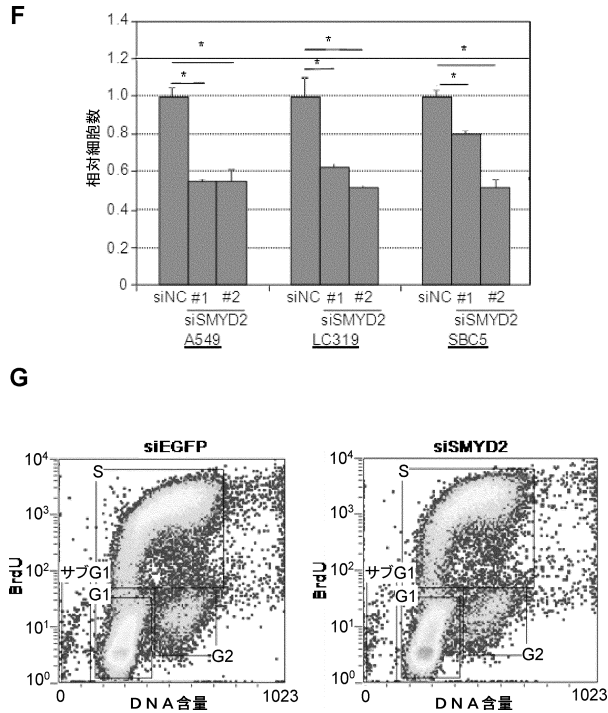 F
相対細胞数
1.4
1.2
1.0
0.8
0.6
0.4
0.2
0
* * * * * *
siNC #1 #2 siNC #1 #2 siNC #1 #2
siSMYD2 siSMYD2 siSMYD2
A549 LC319 SBC5
G
siEGFP
BrdU
10⁴
10³
10²
10¹
10⁰
S
サブG1
G1
G2
0 1023
DNA含量
siSMYD2
BrdU
10⁴
10³
10²
10¹
10⁰
S
サブG1
G1
G2
0 1023
DNA含量